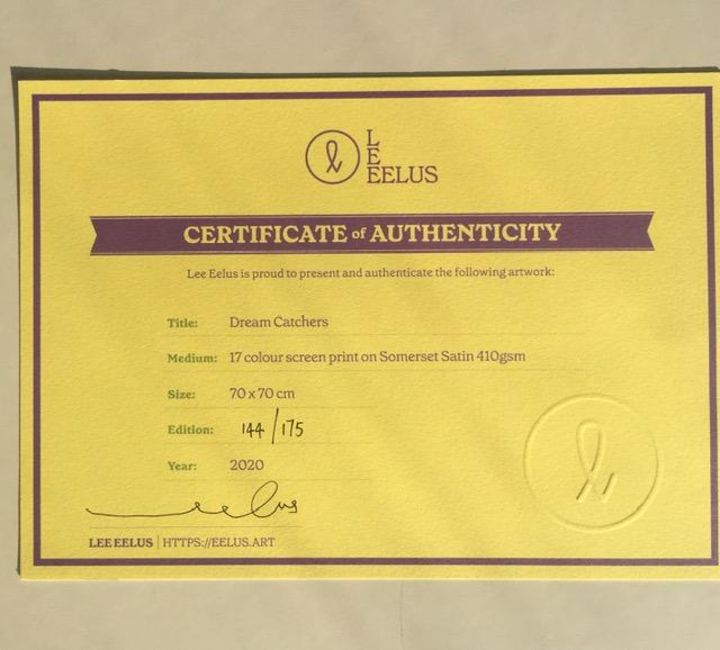 L
E
EELUS
CERTIFICATE of AUTHENTICITY
Lee Eelus is proud to present and authenticate the following artwork:
Title: Dream Catchers
Medium: 17 colour screen print on Somerset Satin 410gsm
Size: 70 x 70 cm
Edition: 144/175
Year: 2020
eelus
LEE EELUS | HTTPS://EELUS.ART